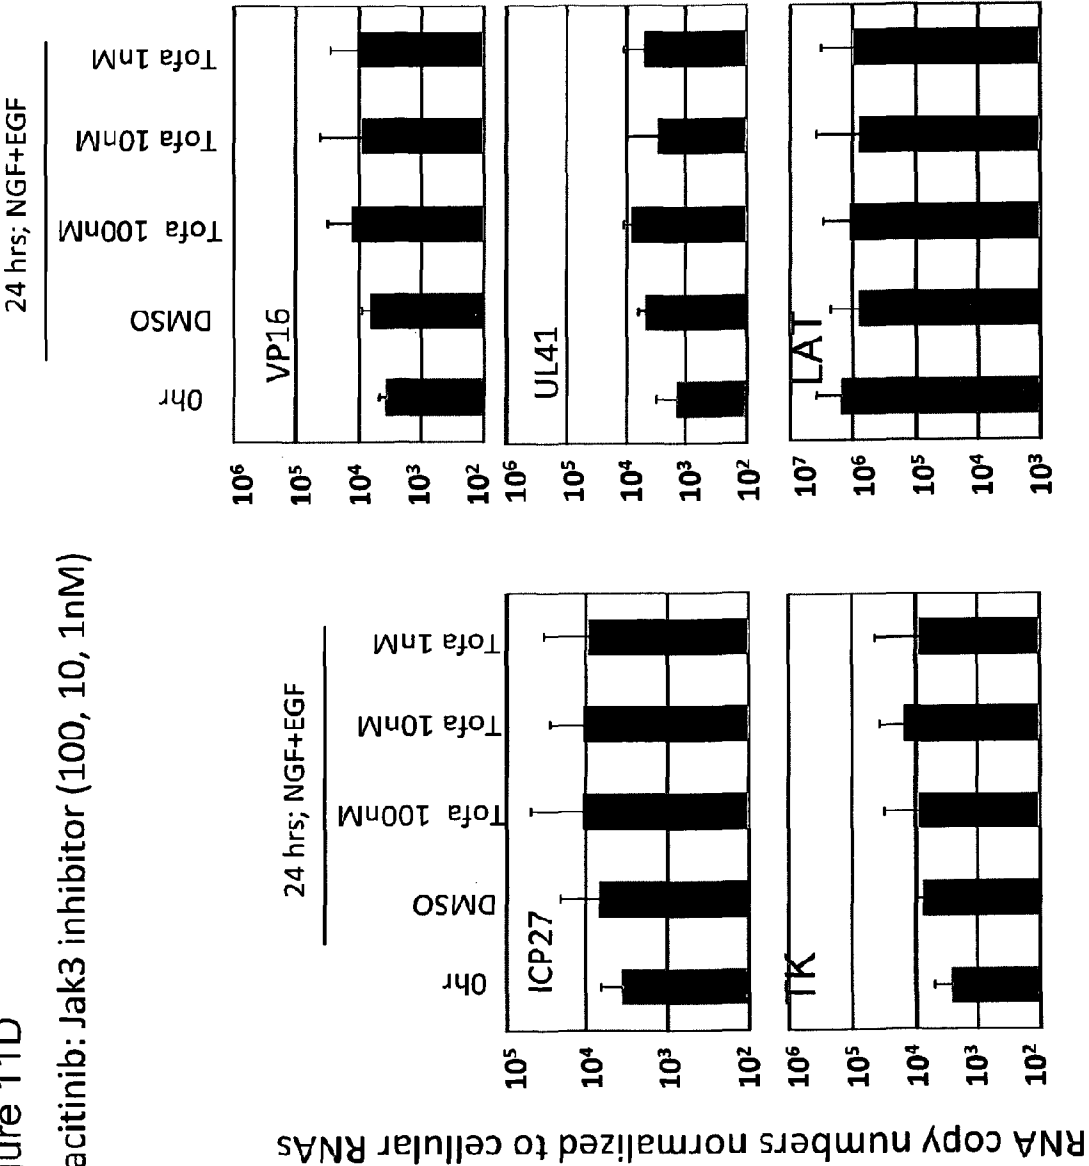 acitinib: Jak3 inhibitor (100, 10, 1nM)
24 hrs; NGF+EGF
0hr
DMSO
Tofa 100nM
Tofa 10nM
Tofa 1nM
VP16
10⁶
10⁵
10⁴
10³
10²
24 hrs; NGF+EGF
0hr
DMSO
Tofa 100nM
Tofa 10nM
Tofa 1nM
ICP27
10⁵
10⁴
10³
10²
UL41
10⁶
10⁵
10⁴
10³
10²
TK
10⁶
10⁵
10⁴
10³
10²
LAT
10⁷
10⁶
10⁵
10⁴
10³
RNA copy numbers normalized to cellular RNAs